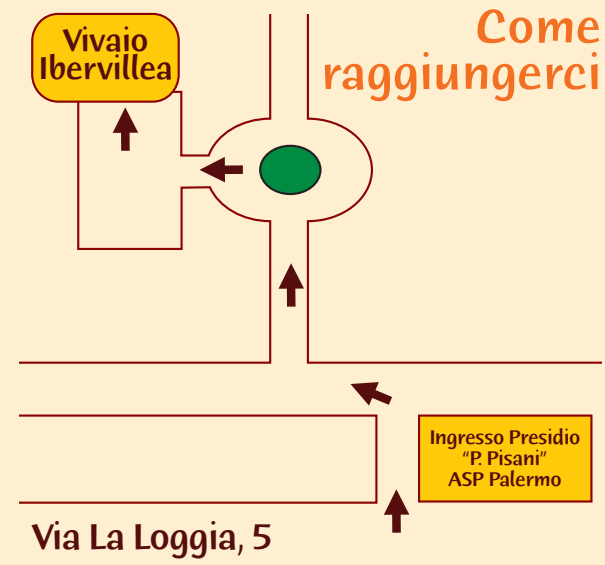 Come
raggiungerci
Vivaio
Ibervillea
Ingresso Presidio
“P. Pisani”
ASP Palermo
Via La Loggia, 5